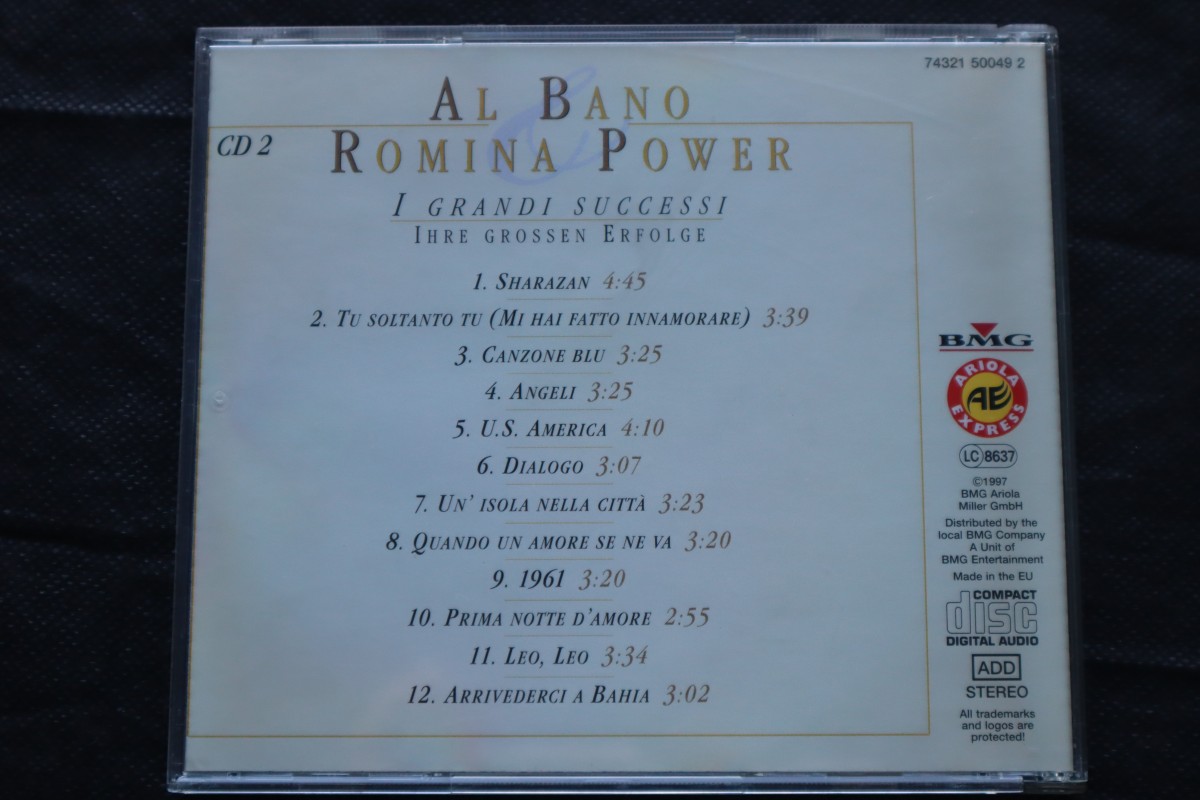 74321 50049 2
AL BANO
&
ROMINA POWER
CD 2
I GRANDI SUCCESSI
IHRE GROSSEN ERFOLGE
1. SHARAZAN 4:45
2. TU SOLTANTO TU (MI HAI FATTO INNAMORARE) 3:39
3. CANZONE BLU 3:25
4. ANGELI 3:25
5. U.S. AMERICA 4:10
6. DIALOGO 3:07
7. UN' ISOLA NELLA CITTÀ 3:23
8. QUANDO UN AMORE SE NE VA 3:20
9. 1961 3:20
10. PRIMA NOTTE D'AMORE 2:55
11. LEO, LEO 3:34
12. ARRIVEDERCI A BAHIA 3:02
BMG
ARIOLA
AE
EXPRESS
LC 8637
©1997
BMG Ariola
Miller GmbH
Distributed by the
local BMG Company
A Unit of
BMG Entertainment
Made in the EU
COMPACT
disc
DIGITAL AUDIO
ADD
STEREO
All trademarks
and logos are
protected!